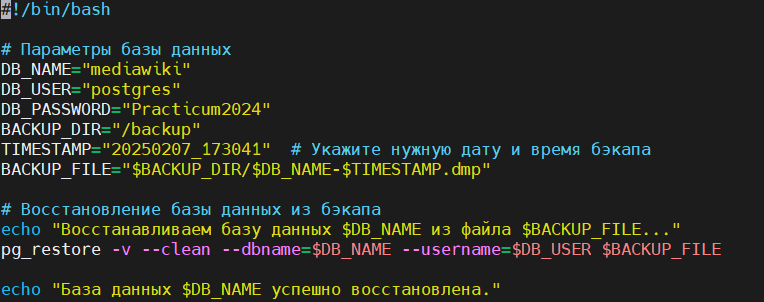 #!/bin/bash
# Параметры базы данных
DB_NAME="mediawiki"
DB_USER="postgres"
DB_PASSWORD="Practicum2024"
BACKUP_DIR="/backup"
TIMESTAMP="20250207_173041"  # Укажите нужную дату и время бэкапа
BACKUP_FILE="$BACKUP_DIR/$DB_NAME-$TIMESTAMP.dmp"
# Восстановление базы данных из бэкапа
echo "Восстанавливаем базу данных $DB_NAME из файла $BACKUP_FILE..."
pg_restore -v --clean --dbname=$DB_NAME --username=$DB_USER $BACKUP_FILE
echo "База данных $DB_NAME успешно восстановлена."